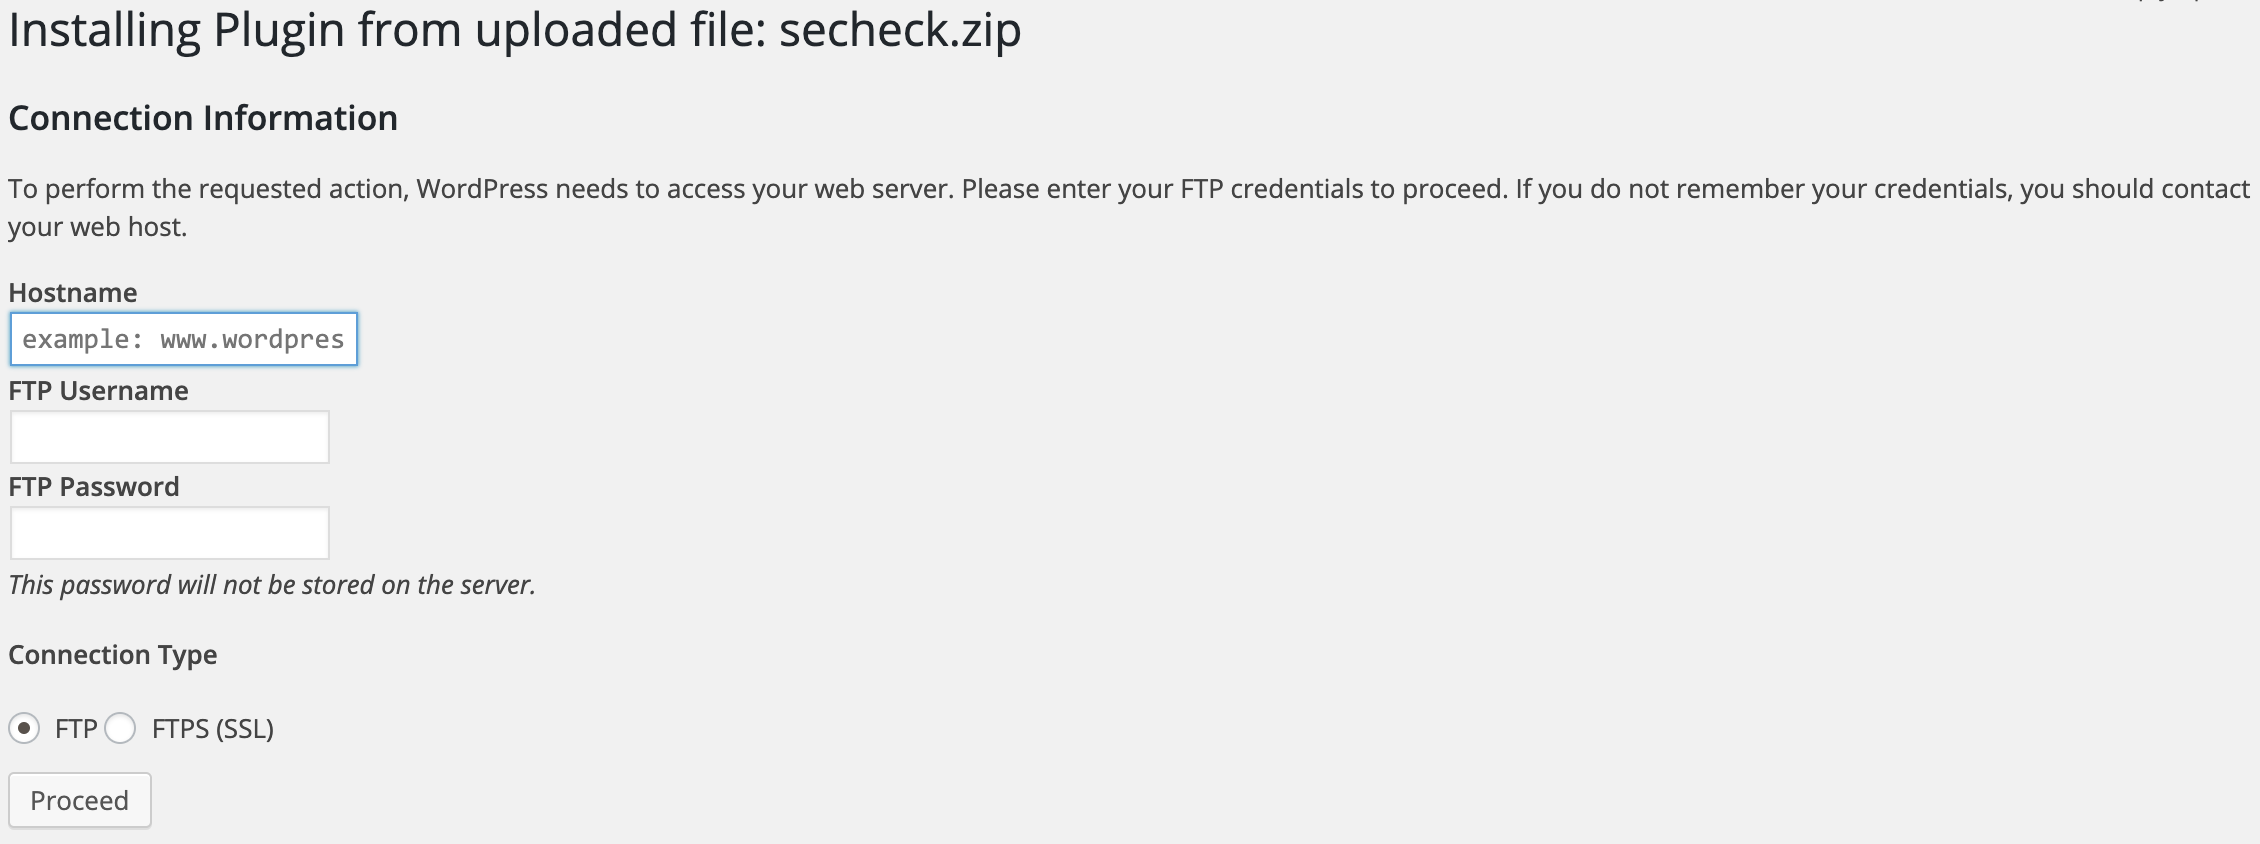 Installing Plugin from uploaded file: secheck.zip
Connection Information
To perform the requested action, WordPress needs to access your web server. Please enter your FTP credentials to proceed. If you do not remember your credentials, you should contact
your web host.
Hostname
example: www.wordpres
FTP Username
FTP Password
This password will not be stored on the server.
Connection Type
FTP FTPS (SSL)
Proceed